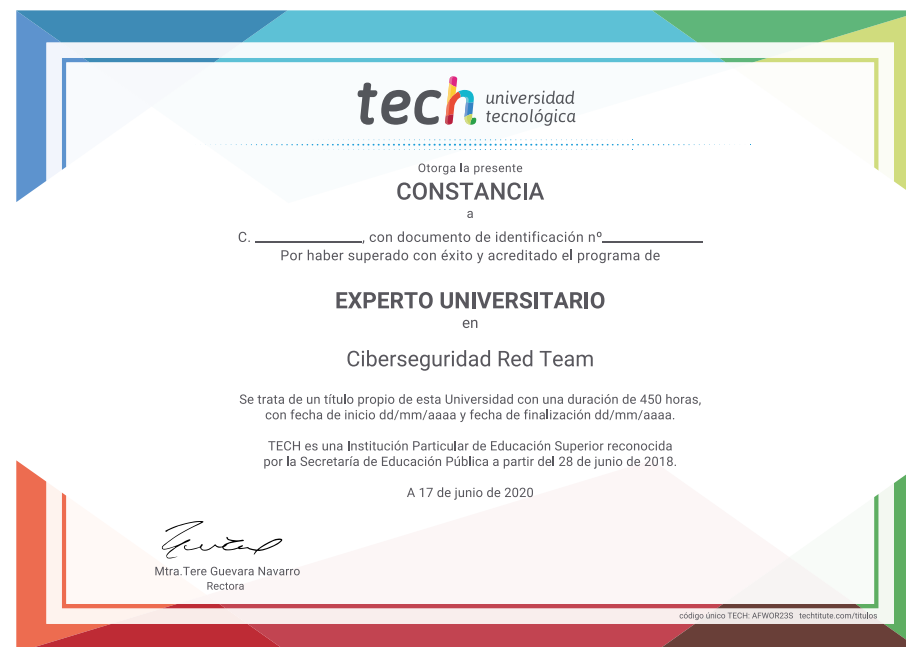 tech universidad
tecnológica
Otorga la presente
CONSTANCIA
a
C. ____________, con documento de identificación nº____________
Por haber superado con éxito y acreditado el programa de
EXPERTO UNIVERSITARIO
en
Ciberseguridad Red Team
Se trata de un título propio de esta Universidad con una duración de 450 horas,
con fecha de inicio dd/mm/aaaa y fecha de finalización dd/mm/aaaa.
TECH es una Institución Particular de Educación Superior reconocida
por la Secretaría de Educación Pública a partir del 28 de junio de 2018.
A 17 de junio de 2020
Mtra.Tere Guevara Navarro
Rectora
código único TECH: AFWOR23S techtitute.com/titulos